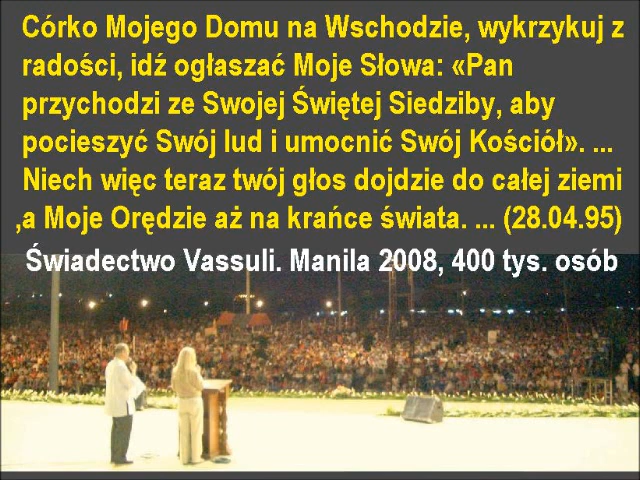 Córko Mojego Domu na Wschodzie, wykrzykuj z
radości, idź ogłaszać Moje Słowa: «Pan
przychodzi ze Swojej Świętej Siedziby, aby
pocieszyć Swój lud i umocnić Swój Kościół». ...
Niech więc teraz twój głos dojdzie do całej ziemi
,a Moje Orędzie aż na krańce świata. ... (28.04.95)
Świadectwo Vassuli. Manila 2008, 400 tys. osób